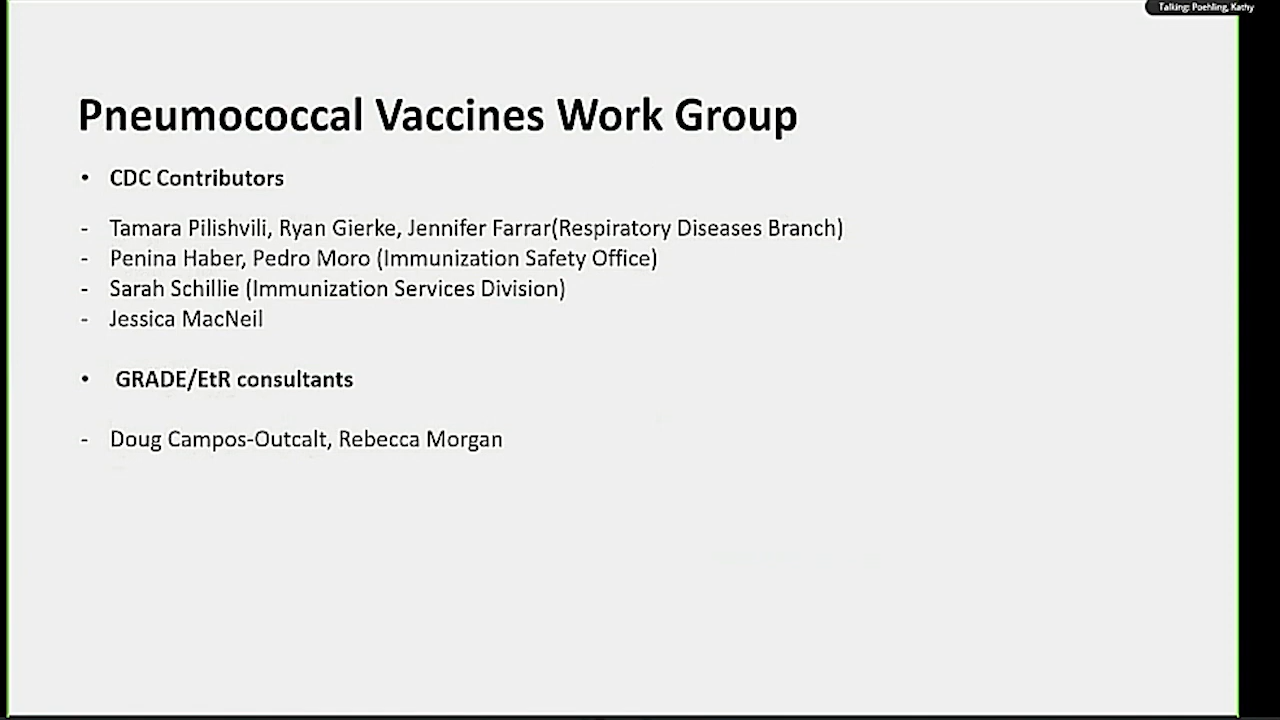 Talking: Poehling, Kathy
Pneumococcal Vaccines Work Group
• CDC Contributors
- Tamara Pilishvili, Ryan Gierke, Jennifer Farrar(Respiratory Diseases Branch)
- Penina Haber, Pedro Moro (Immunization Safety Office)
- Sarah Schillie (Immunization Services Division)
- Jessica MacNeil
• GRADE/EtR consultants
- Doug Campos-Outcalt, Rebecca Morgan